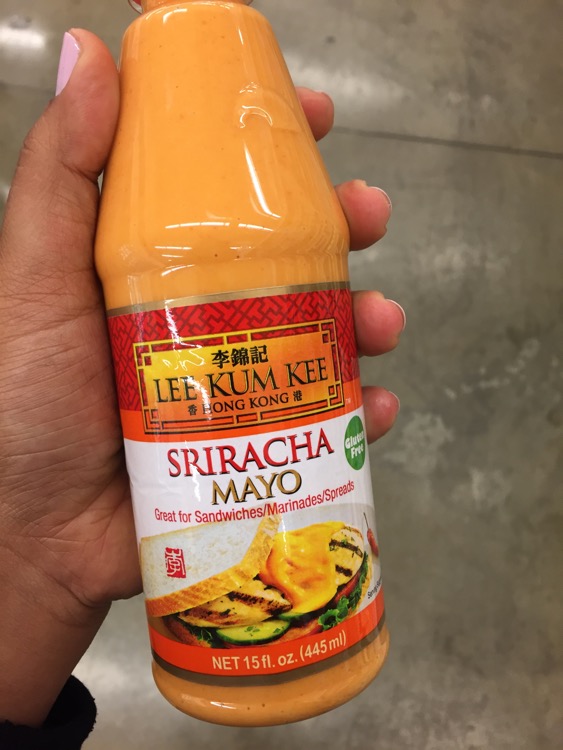 李錦記
LEE KUM KEE
香 HONG KONG 港
SRIRACHA
MAYO
Gluten
Free
Great for Sandwiches/Marinades/Spreads
李
NET 15 fl. oz. (445 ml)